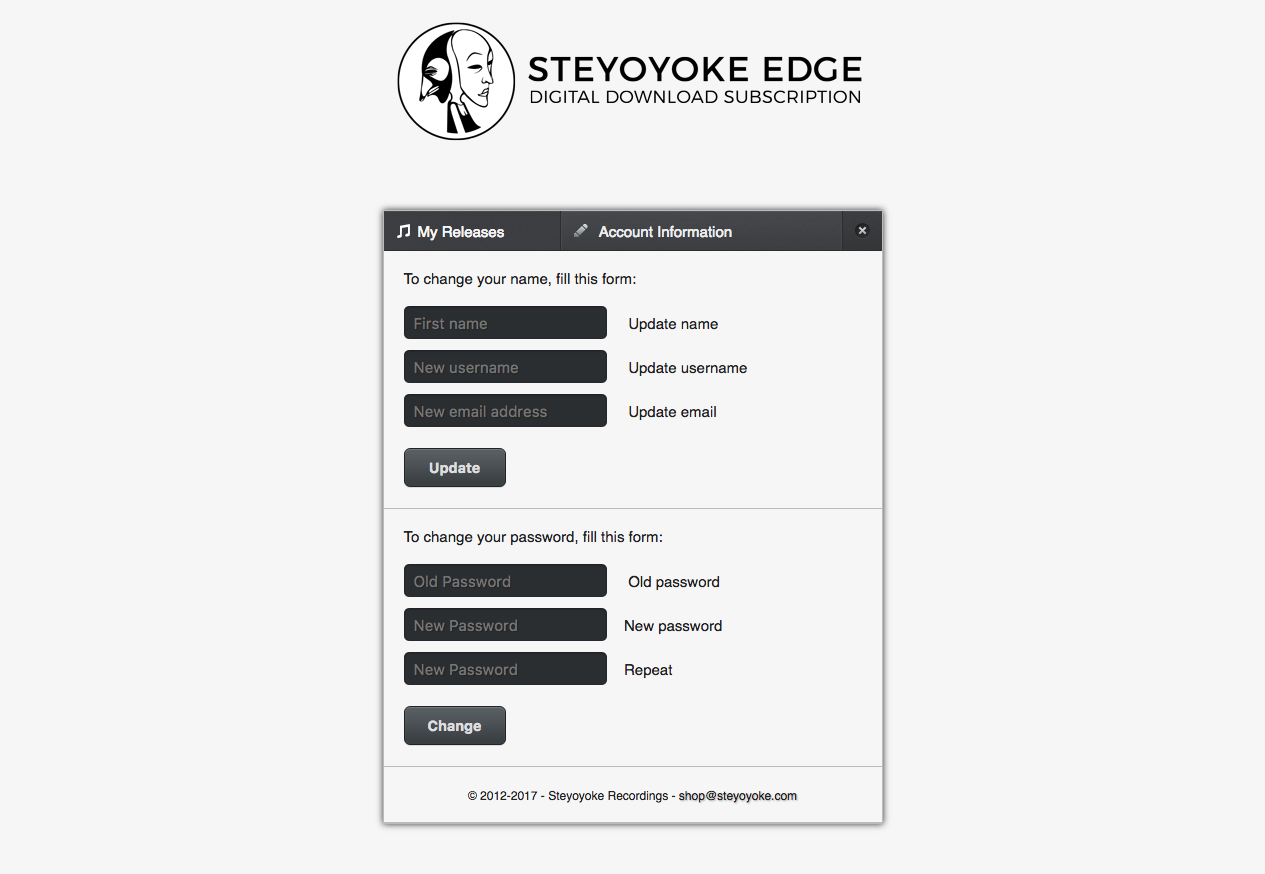 STEYOYOKE EDGE
DIGITAL DOWNLOAD SUBSCRIPTION
My Releases
Account Information
To change your name, fill this form:
First name
Update name
New username
Update username
New email address
Update email
Update
To change your password, fill this form:
Old Password
Old password
New Password
New password
New Password
Repeat
Change
© 2012-2017 - Steyoyoke Recordings - shop@steyoyoke.com